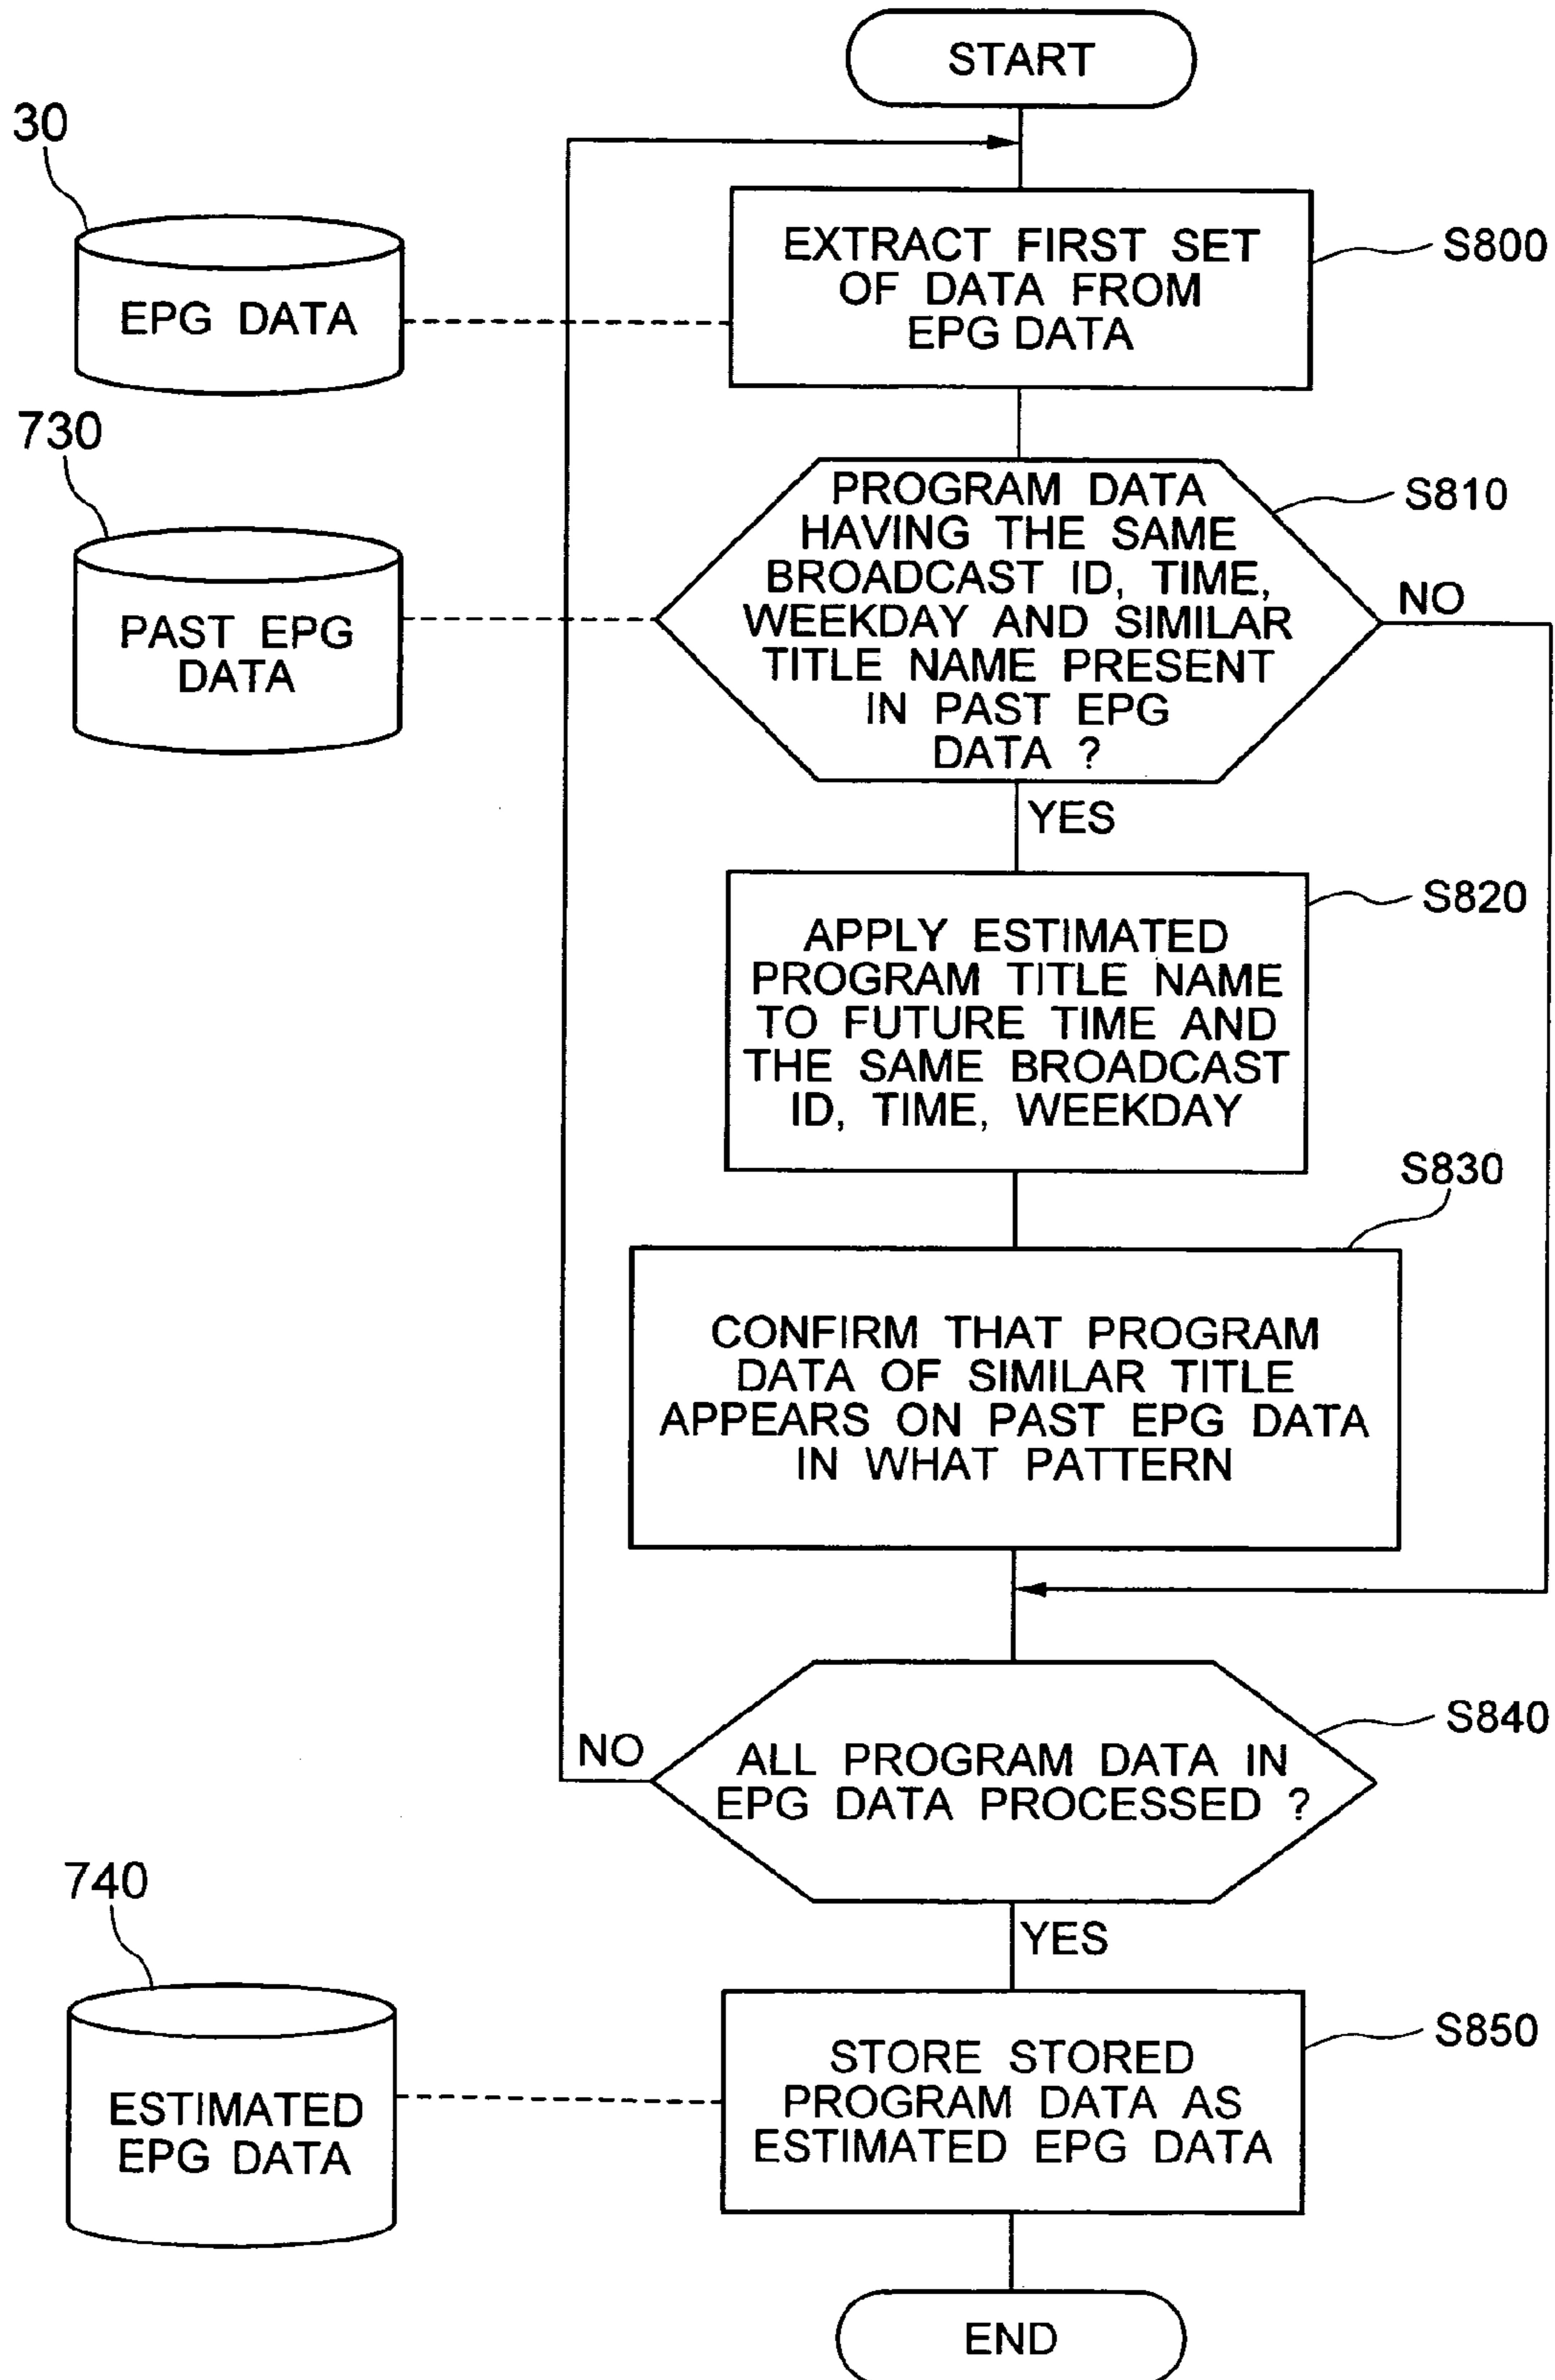 START
30
EPG DATA
EXTRACT FIRST SET
OF DATA FROM
EPG DATA
S800
730
PAST EPG
DATA
PROGRAM DATA
HAVING THE SAME
BROADCAST ID, TIME,
WEEKDAY AND SIMILAR
TITLE NAME PRESENT
IN PAST EPG
DATA ?
S810
NO
YES
APPLY ESTIMATED
PROGRAM TITLE NAME
TO FUTURE TIME AND
THE SAME BROADCAST
ID, TIME, WEEKDAY
S820
S830
CONFIRM THAT PROGRAM
DATA OF SIMILAR TITLE
APPEARS ON PAST EPG DATA
IN WHAT PATTERN
S840
NO
ALL PROGRAM DATA IN
EPG DATA PROCESSED ?
YES
740
ESTIMATED
EPG DATA
STORE STORED
PROGRAM DATA AS
ESTIMATED EPG DATA
S850
END